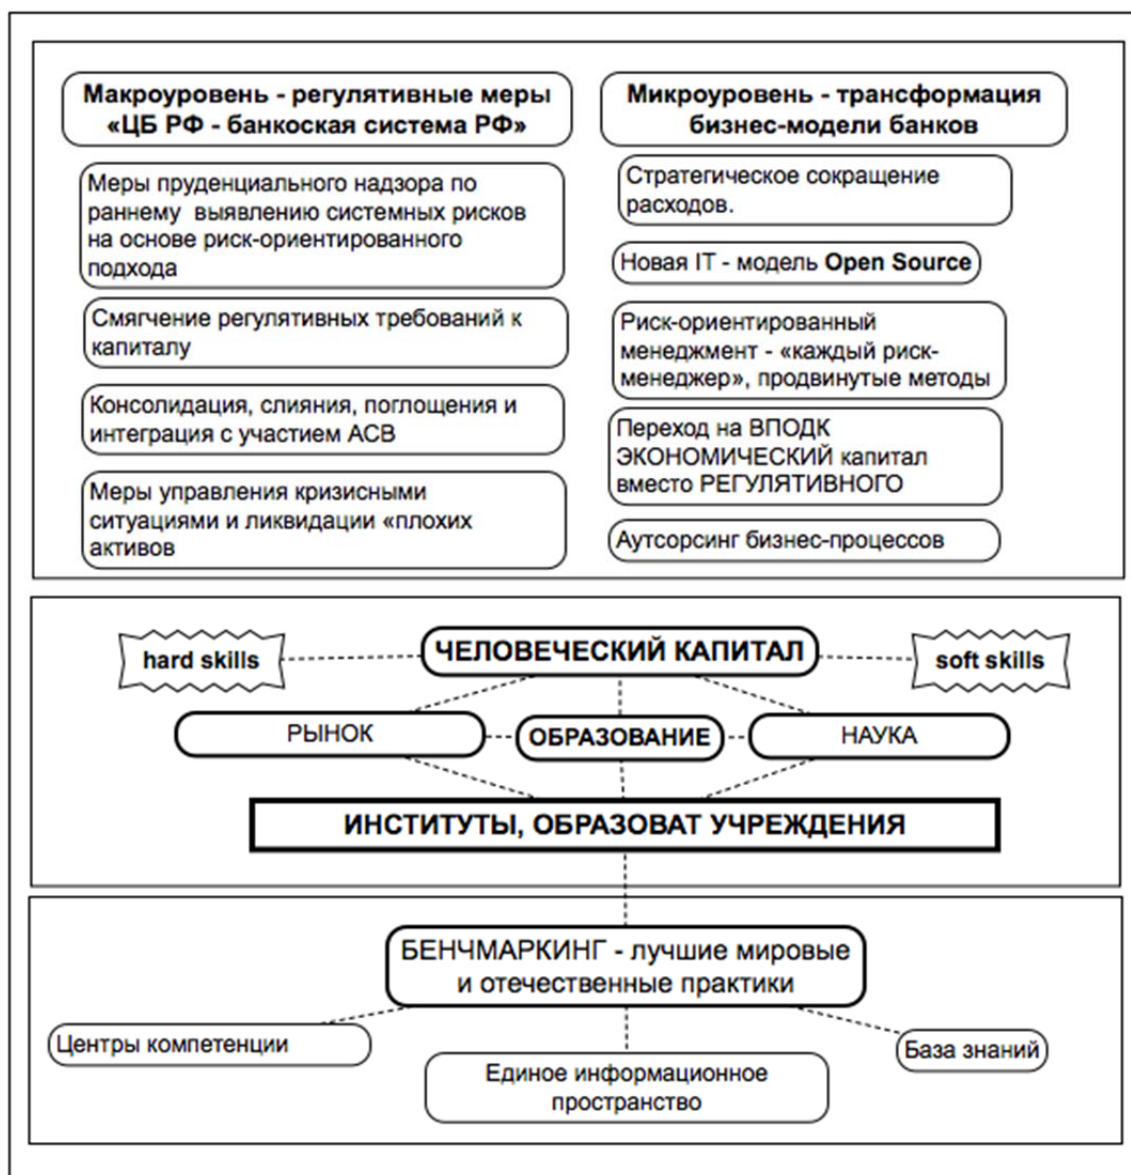 Макроуровень - регулятивные меры
«ЦБ РФ - банкоская система РФ»
Меры пруденциального надзора по
раннему выявлению системных рисков
на основе риск-ориентированного
подхода
Смягчение регулятивных требований к
капиталу
Консолидация, слияния, поглощения и
интеграция с участием АСВ
Меры управления кризисными
ситуациями и ликвидации «плохих
активов
Микроуровень - трансформация
бизнес-модели банков
Стратегическое сокращение
расходов.
Новая IT - модель Open Source
Риск-ориентированный
менеджмент - «каждый риск-
менеджер», продвинутые методы
Переход на ВПОДК
ЭКОНОМИЧЕСКИЙ капитал
вместо РЕГУЛЯТИВНОГО
Аутсорсинг бизнес-процессов
hard skills
ЧЕЛОВЕЧЕСКИЙ КАПИТАЛ
soft skills
РЫНОК
ОБРАЗОВАНИЕ
НАУКА
ИНСТИТУТЫ, ОБРАЗОВАТ УЧРЕЖДЕНИЯ
БЕНЧМАРКИНГ - лучшие мировые
и отечественные практики
Центры компетенции
Единое информационное
пространство
База знаний